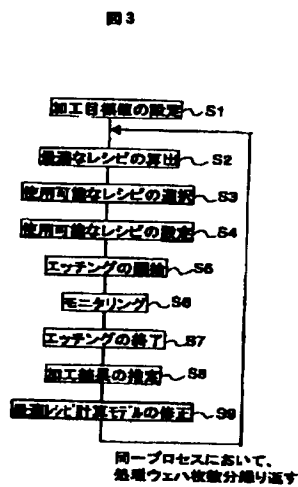 図3
加工目標値の設定 S1
最適なレシピの算出 S2
使用可能なレシピの選択 S3
使用可能なレシピの設定 S4
エッチングの開始 S5
モニタリング S6
エッチングの終了 S7
加工結果の推定 S8
最適レシピ計算モデルの修正 S9
同一プロセスにおいて、
処理ウェハ枚数分繰り返す